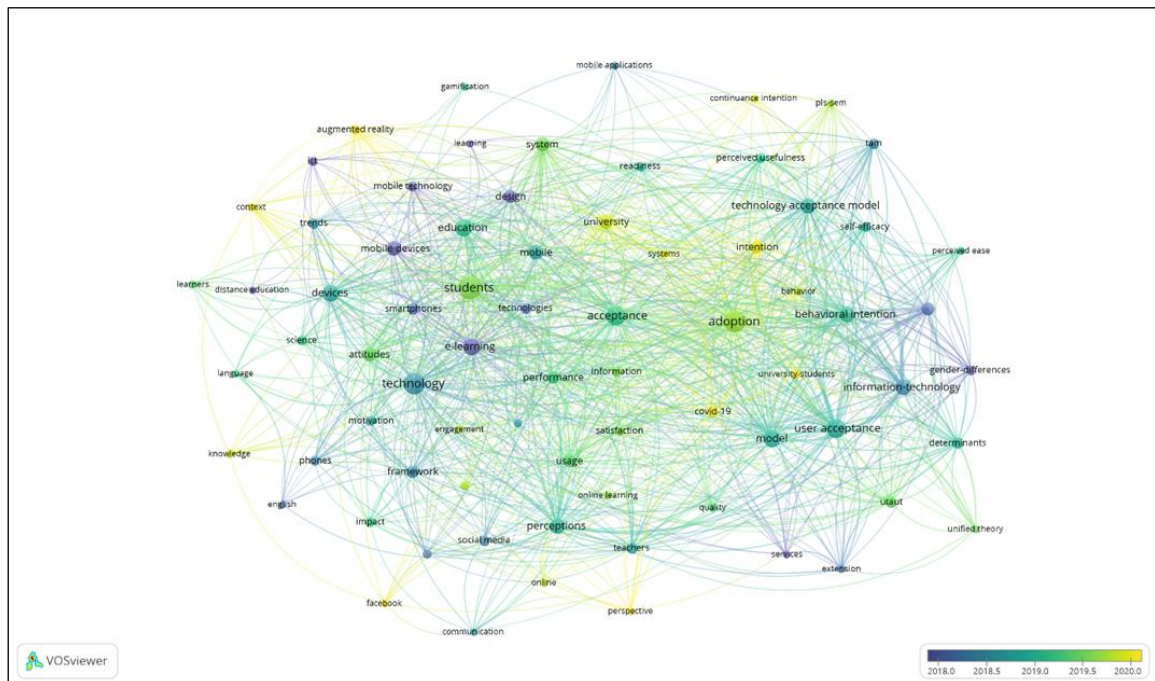 mobile applications
gamification
continuance intention
pls-sem
augmented reality
learning
system
tam
ict
readiness
perceived usefulness
mobile technology
design
context
trends
education
university
technology acceptance model
self-efficacy
mobile devices
mobile
systems
intention
perceived ease
learners
distance education
devices
students
behavior
smartphones
technologies
acceptance
adoption
behavioral intention
science
attitudes
e-learning
language
technology
performance
information
university-students
gender-differences
information-technology
motivation
engagement
covid-19
satisfaction
user acceptance
model
determinants
knowledge
phones
framework
usage
english
online learning
quality
utaut
impact
perceptions
unified theory
social media
teachers
services
extension
online
facebook
perspective
communication
VOSviewer
2018.0 2018.5 2019.0 2019.5 2020.0